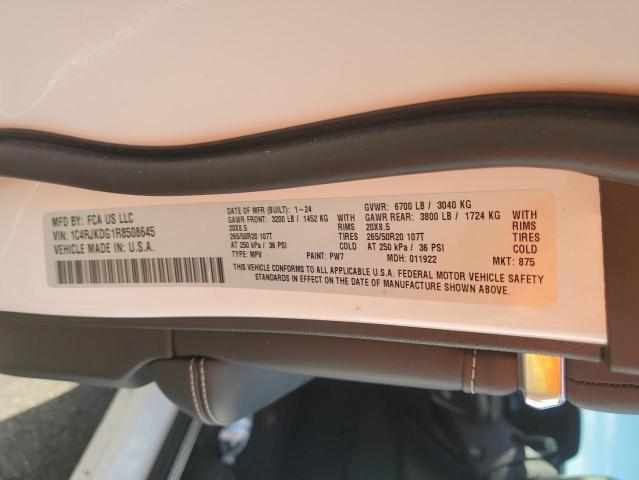 MFD BY: FCA US LLC
VIN: 1C4RJKDG1R8508645
VEHICLE MADE IN U.S.A.
DATE OF MFR (BUILT): 1-24 GVWR: 6700 LB / 3040 KG
GAWR FRONT: 3200 LB / 1452 KG WITH GAWR REAR: 3800 LB / 1724 KG WITH
20X8.5 RIMS 20X8.5 RIMS
265/50R20 107T TIRES 265/50R20 107T TIRES
AT 250 kPa / 36 PSI COLD AT 250 kPa / 36 PSI COLD
TYPE: MPV PAINT: PW7 MDH: 011922 MKT: 875
THIS VEHICLE CONFORMS TO ALL APPLICABLE U.S.A. FEDERAL MOTOR VEHICLE SAFETY
STANDARDS IN EFFECT ON THE DATE OF MANUFACTURE SHOWN ABOVE.